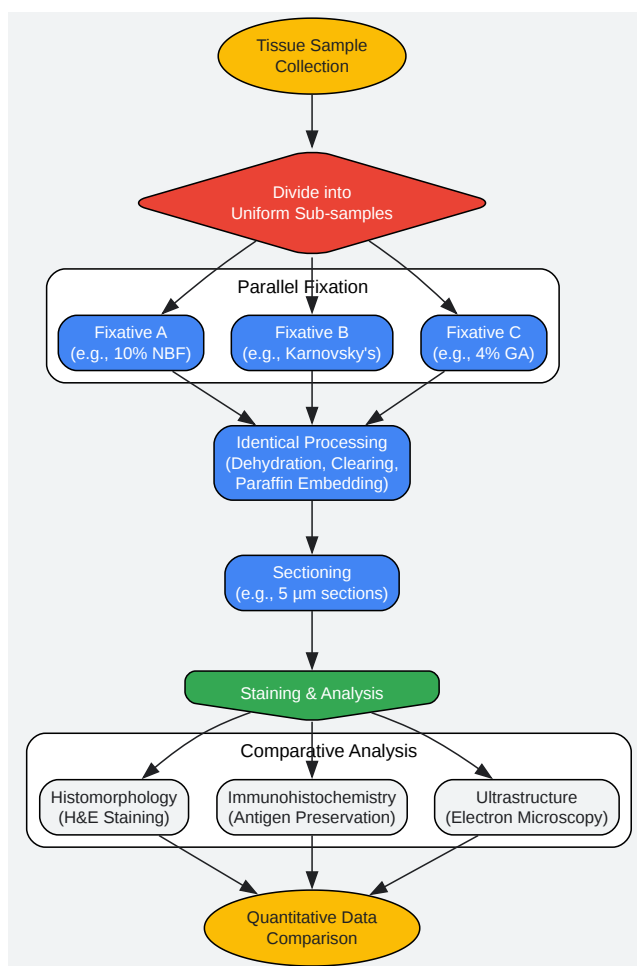 Tissue Sample
Collection
Divide into
Uniform Sub-samples
Parallel Fixation
Fixative A
(e.g., 10% NBF)
Fixative B
(e.g., Karnovsky's)
Fixative C
(e.g., 4% GA)
Identical Processing
(Dehydration, Clearing,
Paraffin Embedding)
Sectioning
(e.g., 5 µm sections)
Staining & Analysis
Comparative Analysis
Histomorphology
(H&E Staining)
Immunohistochemistry
(Antigen Preservation)
Ultrastructure
(Electron Microscopy)
Quantitative Data
Comparison